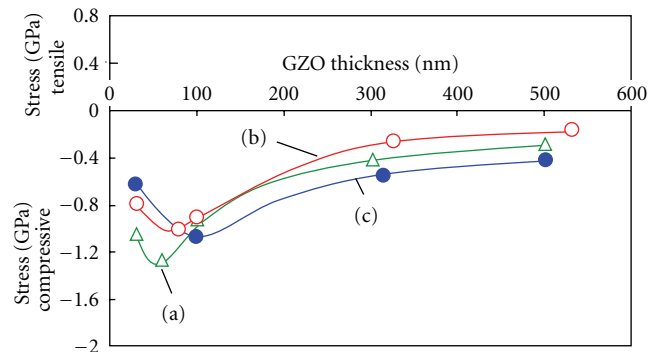 0.8
0.4
0
−0.4
−0.8
−1.2
−1.6
−2
Stress (GPa)
tensile
Stress (GPa)
compressive
GZO thickness (nm)
0 100 200 300 400 500 600
(b)
(c)
(a)